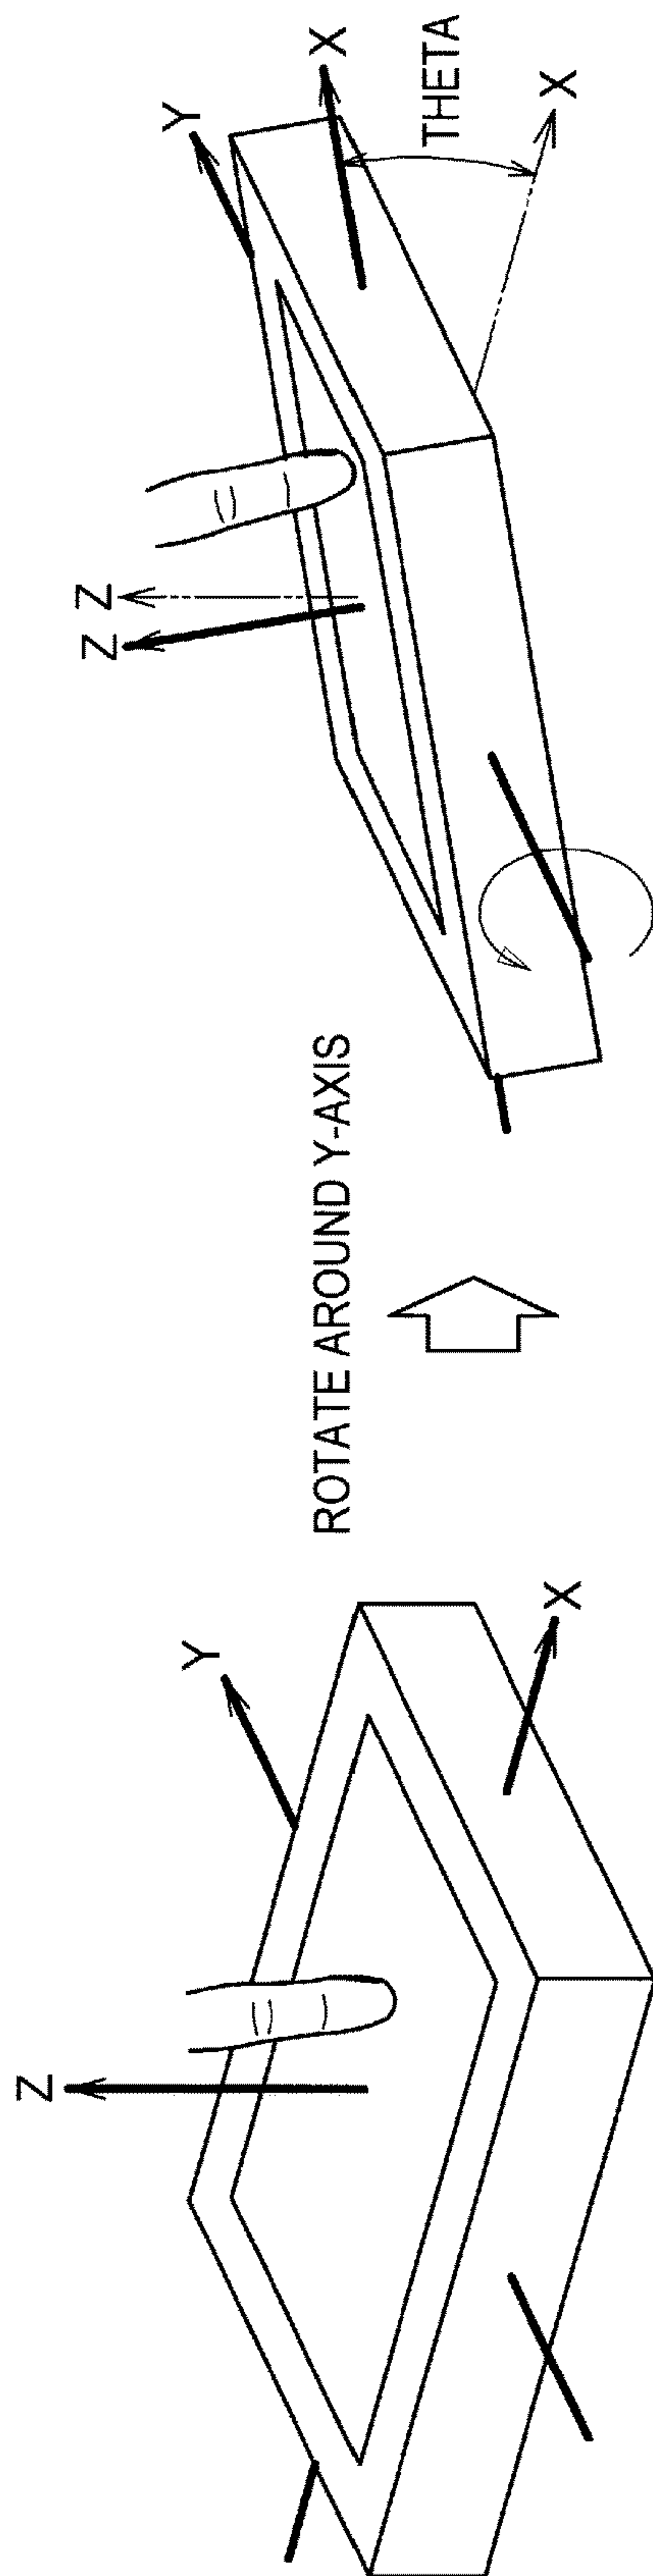 Z
Y
X
ROTATE AROUND Y-AXIS
Z
Z
Y
X
THETA
X